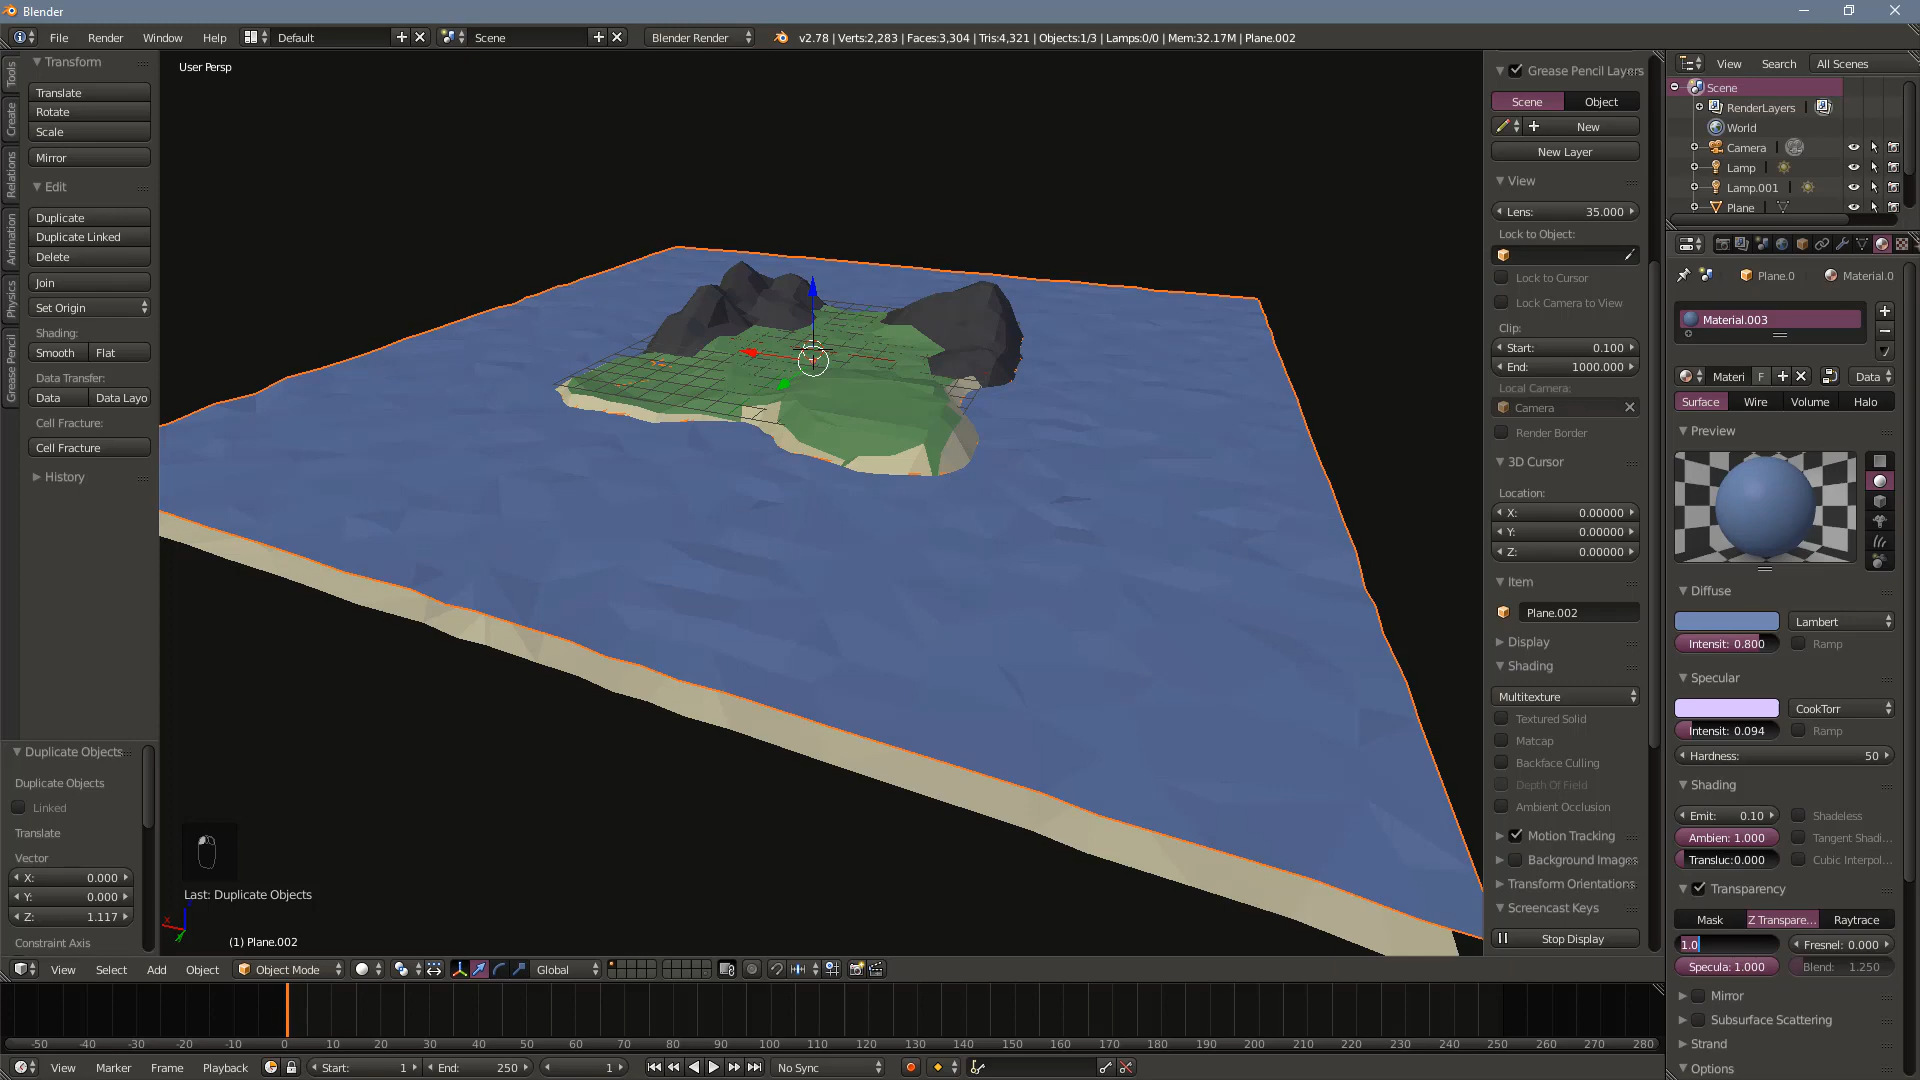 Blender
File Render Window Help Default Scene Blender Render v2.78 | Verts:2,283 | Faces:3,304 | Tris:4,321 | Objects:1/3 | Lamps:0/0 | Mem:32.17M | Plane.002
Tools
Create
Relations
Animation
Physics
Grease Pencil
Transform
Translate
Rotate
Scale
Mirror
Edit
Duplicate
Duplicate Linked
Delete
Join
Set Origin
Shading:
Smooth Flat
Data Transfer:
Data Data Layo
Cell Fracture:
Cell Fracture
History
Duplicate Objects
Duplicate Objects
Linked
Translate
Vector
X: 0.000
Y: 0.000
Z: 1.117
Constraint Axis
User Persp
Last: Duplicate Objects
(1) Plane.002
Grease Pencil Layers
Scene Object
New
New Layer
View
Lens: 35.000
Lock to Object:
Lock to Cursor
Lock Camera to View
Clip:
Start: 0.100
End: 1000.000
Local Camera:
Camera
Render Border
3D Cursor
Location:
X: 0.00000
Y: 0.00000
Z: 0.00000
Item
Plane.002
Display
Shading
Multitexture
Textured Solid
Matcap
Backface Culling
Depth Of Field
Ambient Occlusion
Motion Tracking
Background Images
Transform Orientations
Screencast Keys
Stop Display
View Search All Scenes
Scene
RenderLayers
World
Camera
Lamp
Lamp.001
Plane
Plane.0 Material.0
Material.003
Materi F Data
Surface Wire Volume Halo
Preview
Diffuse
Lambert
Intensit: 0.800 Ramp
Specular
CookTorr
Intensit: 0.094 Ramp
Hardness: 50
Shading
Emit: 0.10 Shadeless
Ambien: 1.000 Tangent Shadi...
Transluc:0.000 Cubic Interpol...
Transparency
Mask Z Transpare... Raytrace
1.0 Fresnel: 0.000
Specula: 1.000 Blend: 1.250
Mirror
Subsurface Scattering
Strand
Options
View Select Add Object Object Mode Global
-50 -40 -30 -20 -10 0 10 20 30 40 50 60 70 80 90 100 110 120 130 140 150 160 170 180 190 200 210 220 230 240 250 260 270 280
View Marker Frame Playback Start: 1 End: 250 1 No Sync